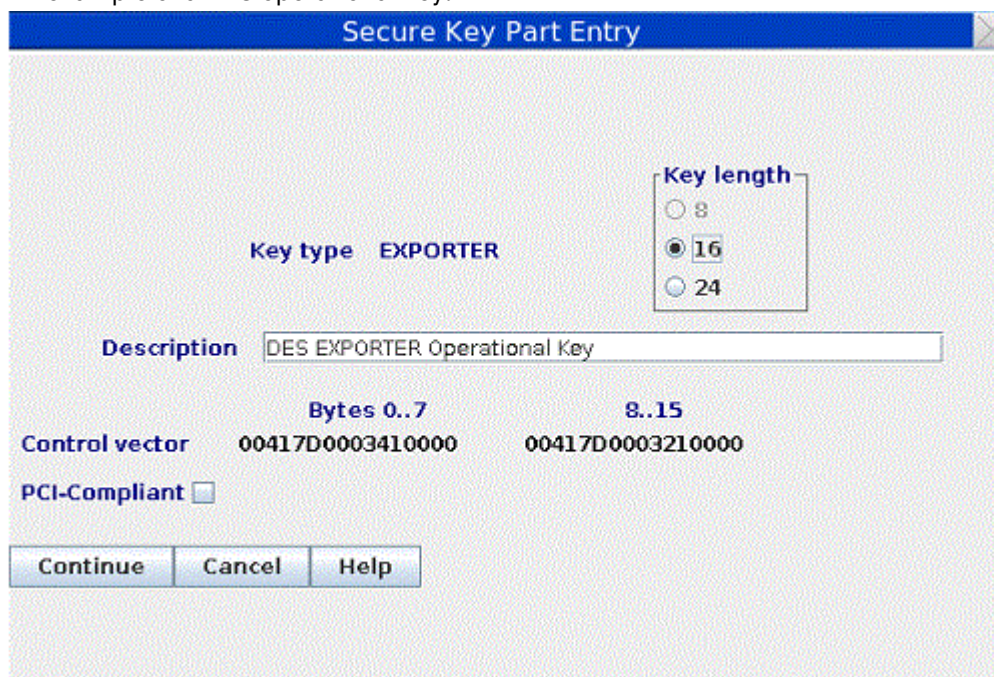 Secure Key Part Entry
Key length
8
Key type EXPORTER
16
24
Description DES EXPORTER Operational Key
Bytes 0..7 8..15
Control vector 00417D0003410000 00417D0003210000
PCI-Compliant
Continue Cancel Help